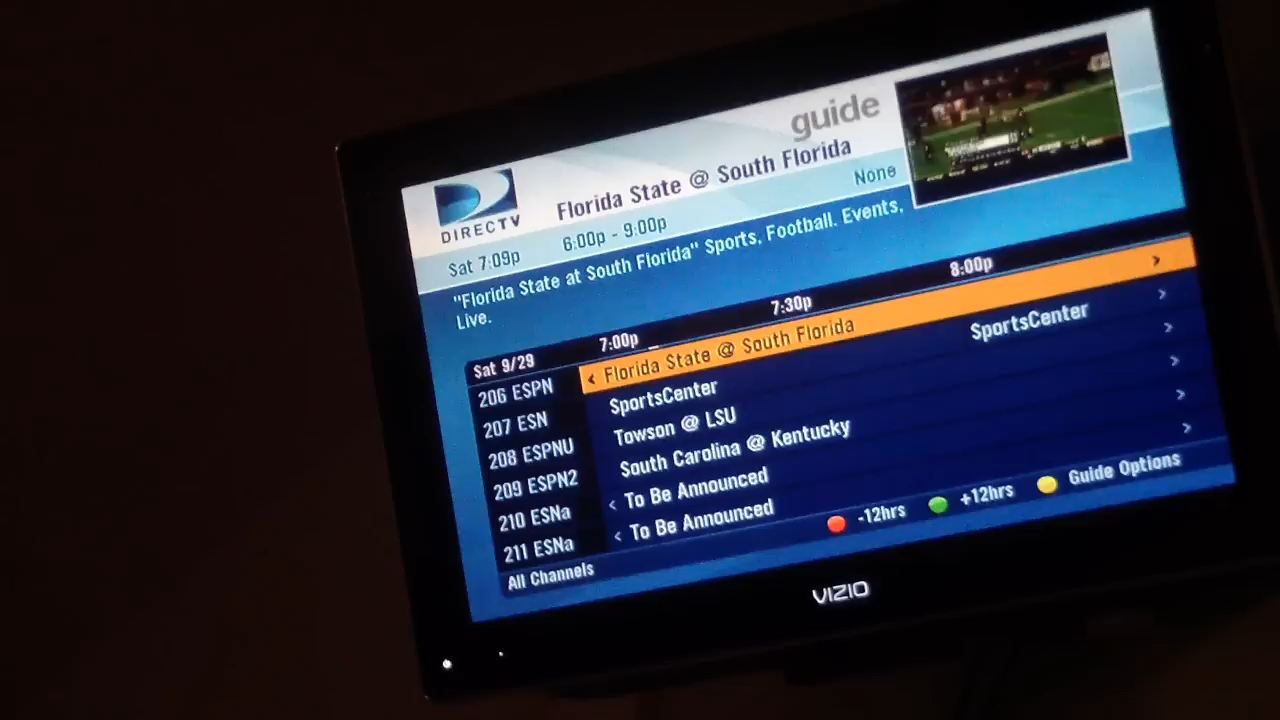 guide
DIRECTV
Florida State @ South Florida
Sat 7:09p 6:00p - 9:00p None
"Florida State at South Florida" Sports, Football. Events,
Live.
Sat 9/29 7:00p 7:30p 8:00p
206 ESPN < Florida State @ South Florida >
207 ESN SportsCenter SportsCenter >
208 ESPNU Towson @ LSU >
209 ESPN2 South Carolina @ Kentucky >
210 ESNa < To Be Announced >
211 ESNa < To Be Announced >
All Channels -12hrs +12hrs Guide Options
VIZIO